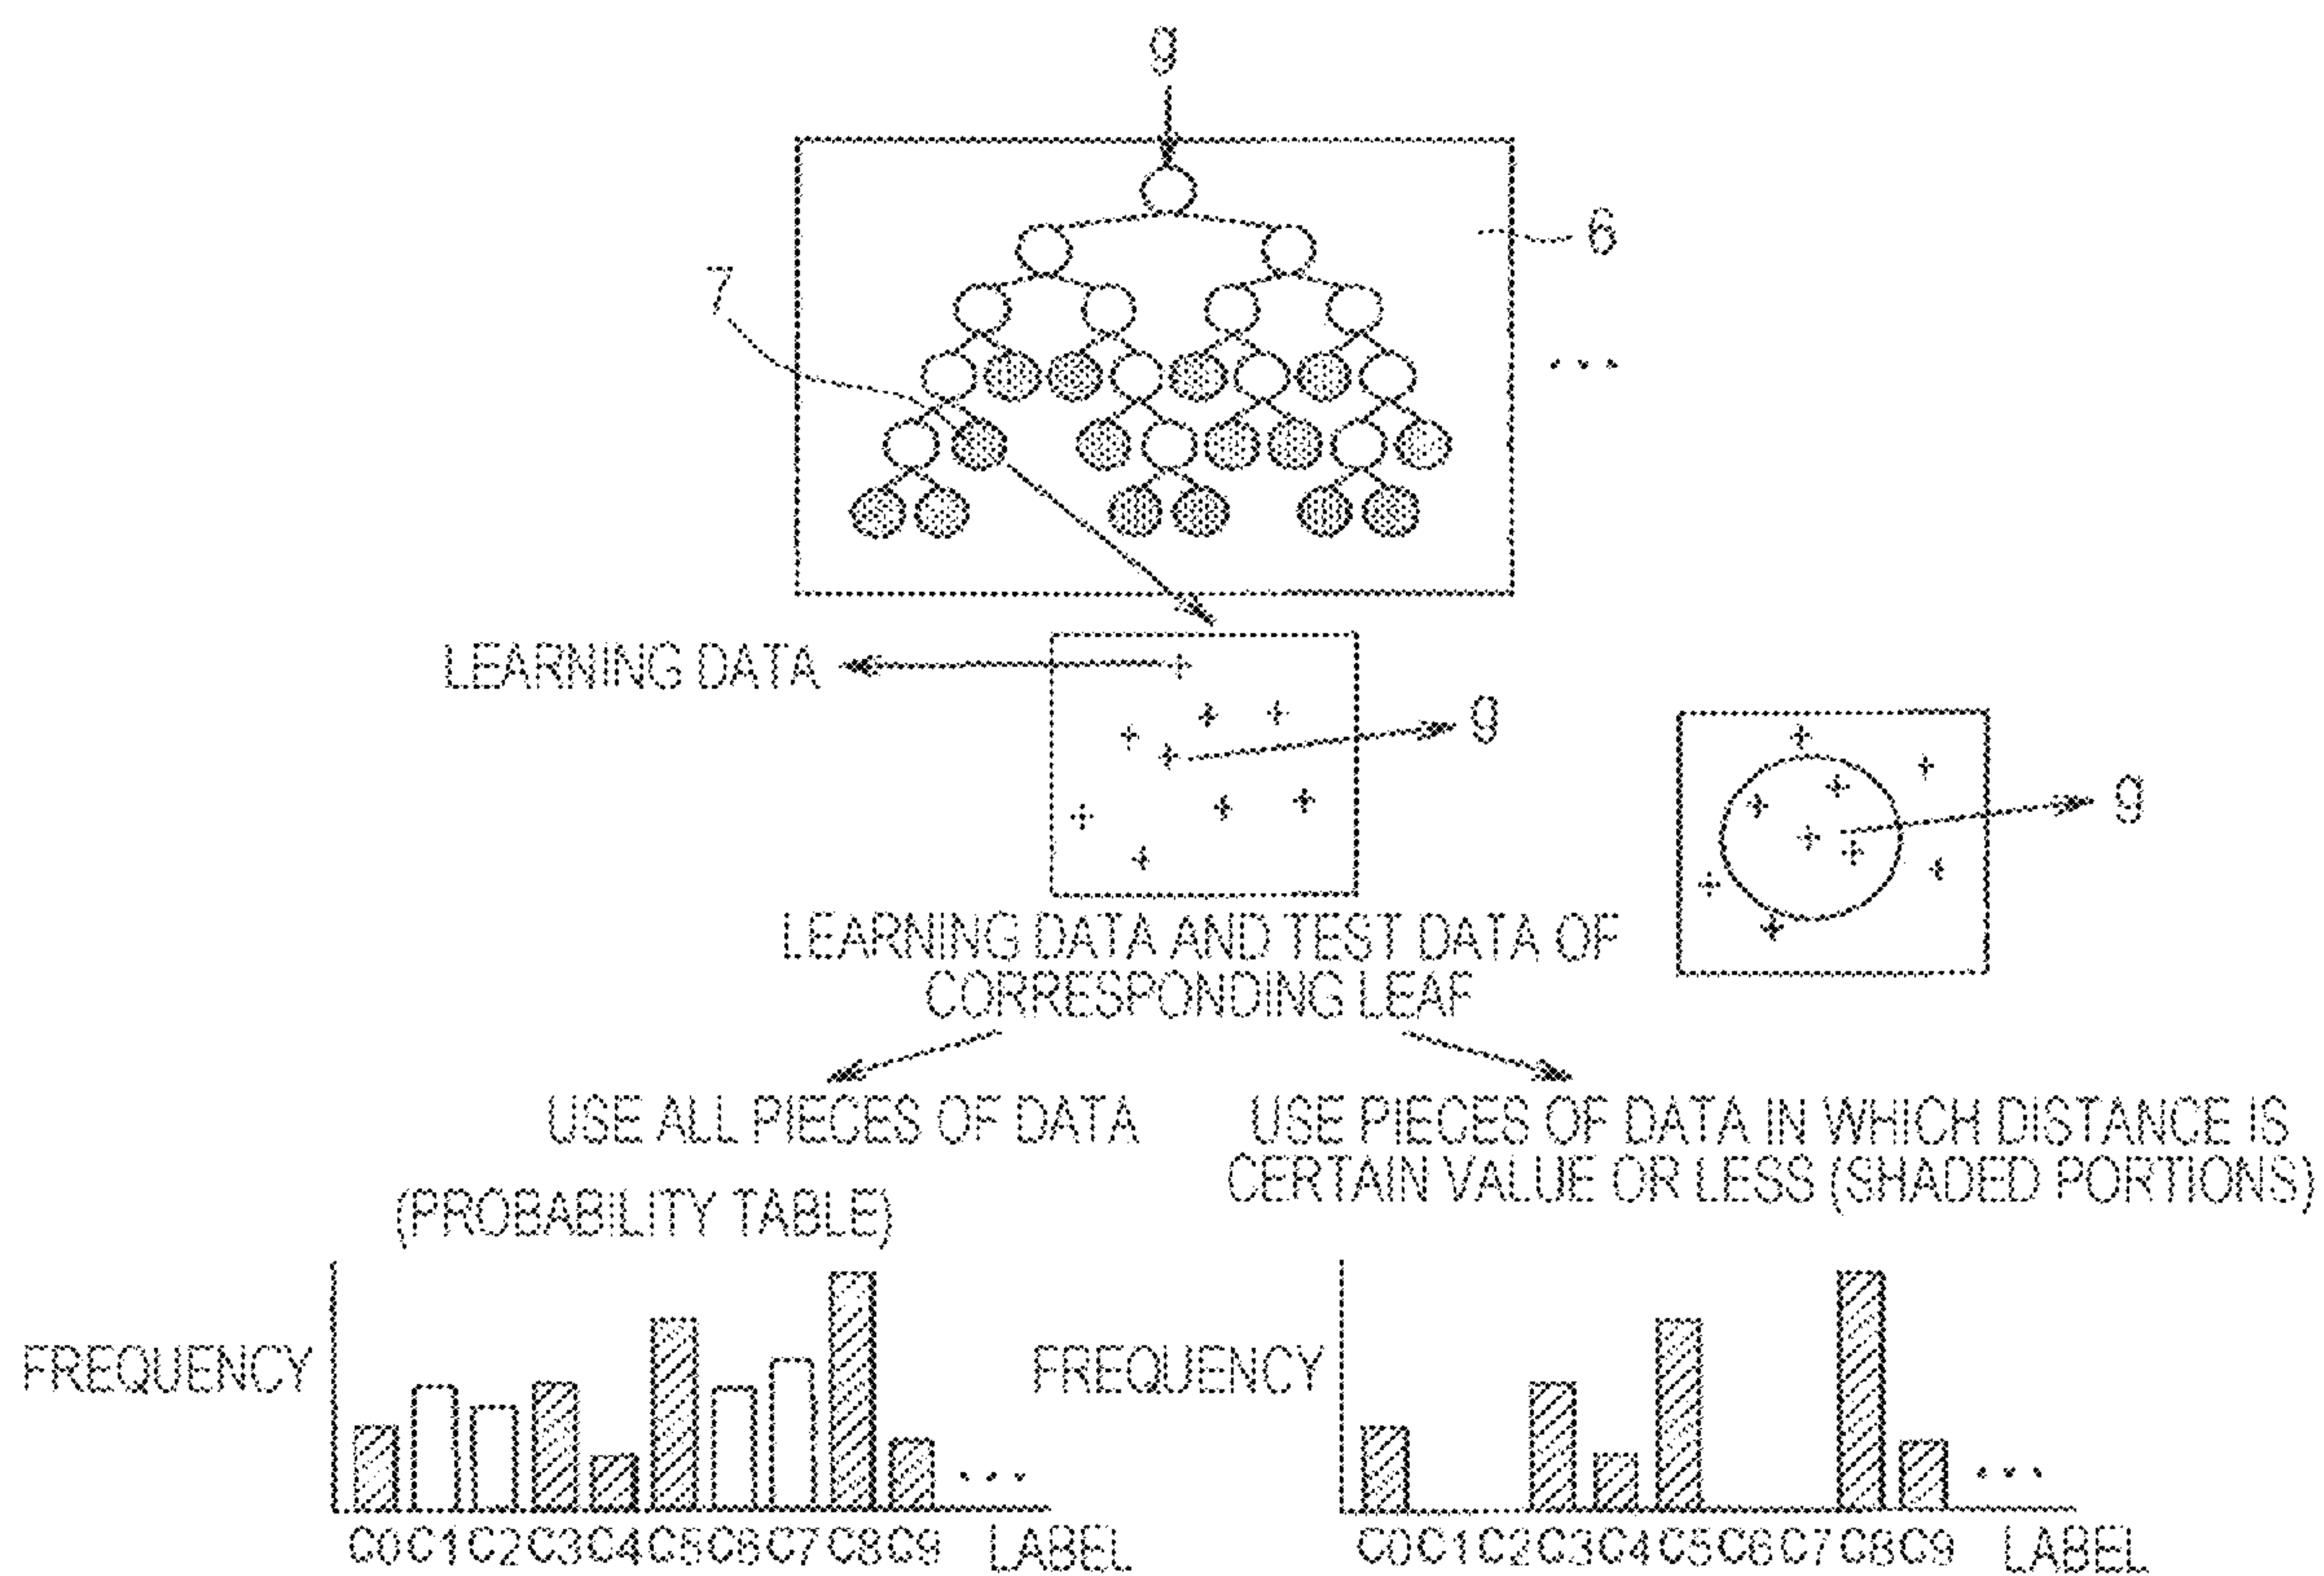 g
6
7
...
LEARNING DATA
g
g
LEARNING DATA AND TEST DATA OF
CORRESPONDING LEAF
USE ALL PIECES OF DATA
(PROBABILITY TABLE)
USE PIECES OF DATA IN WHICH DISTANCE IS
CERTAIN VALUE OR LESS (SHADED PORTIONS)
FREQUENCY
...
C0 C1 C2 C3 C4 C5 C6 C7 C8 C9 LABEL
FREQUENCY
...
C0 C1 C2 C3 C4 C5 C6 C7 C8 C9 LABEL